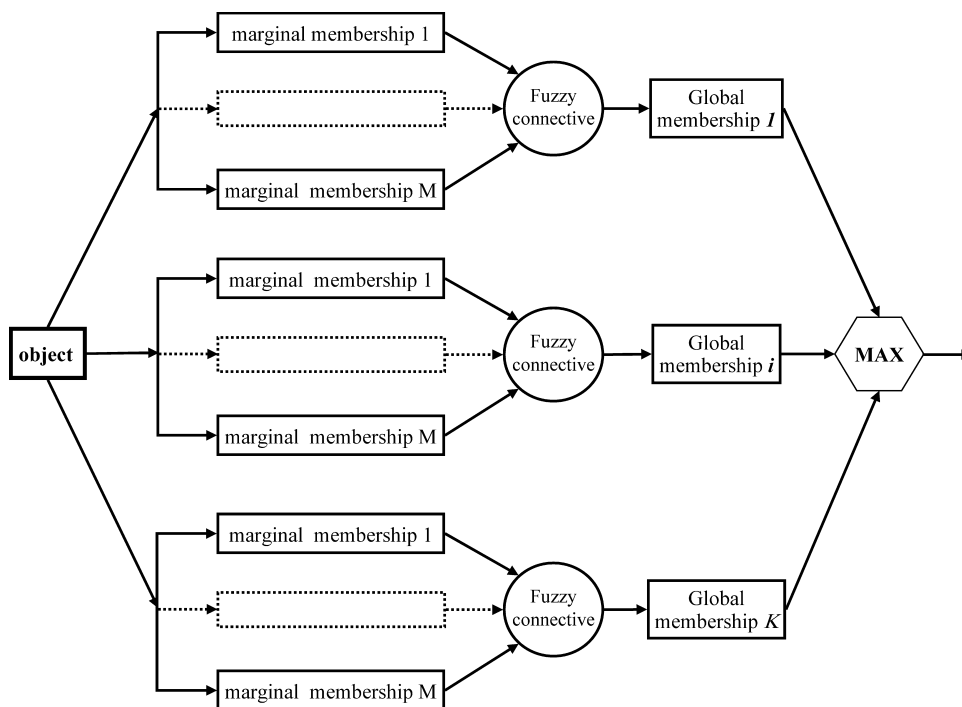 marginal membership 1
Fuzzy
connective
Global
membership 1
marginal membership M
marginal membership 1
object
Fuzzy
connective
Global
membership i
MAX
marginal membership M
marginal membership 1
Fuzzy
connective
Global
membership K
marginal membership M